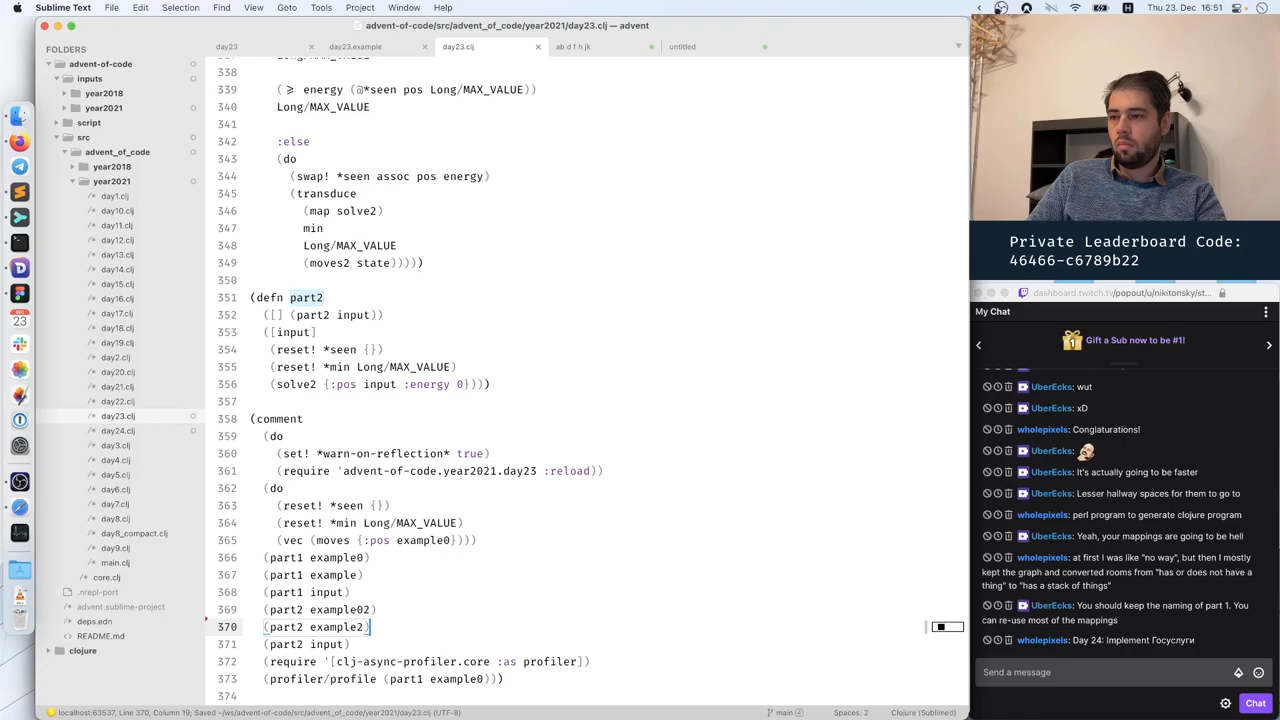 Sublime Text File Edit Selection Find View Goto Tools Project Window Help
Thu 23. Dec 16:51
advent-of-code/src/advent_of_code/year2021/day23.clj — advent
FOLDERS
advent-of-code
inputs
year2018
year2021
script
src
advent_of_code
year2018
year2021
day1.clj
day10.clj
day11.clj
day12.clj
day13.clj
day14.clj
day15.clj
day16.clj
day17.clj
day18.clj
day19.clj
day2.clj
day20.clj
day21.clj
day22.clj
day23.clj
day24.clj
day3.clj
day4.clj
day5.clj
day6.clj
day7.clj
day8.clj
day8_compact.clj
day9.clj
main.clj
core.clj
.nrepl-port
advent.sublime-project
deps.edn
README.md
clojure
day23
day23.example
day23.clj
ab d f h jk
untitled
338
339 (>= energy (@*seen pos Long/MAX_VALUE))
340 Long/MAX_VALUE
341
342 :else
343 (do
344 (swap! *seen assoc pos energy)
345 (transduce
346 (map solve2)
347 min
348 Long/MAX_VALUE
349 (moves2 state))))
350
351 (defn part2
352 ([] (part2 input))
353 ([input]
354 (reset! *seen {})
355 (reset! *min Long/MAX_VALUE)
356 (solve2 {:pos input :energy 0})))
357
358 (comment
359 (do
360 (set! *warn-on-reflection* true)
361 (require 'advent-of-code.year2021.day23 :reload))
362 (do
363 (reset! *seen {})
364 (reset! *min Long/MAX_VALUE)
365 (vec (moves {:pos example0})))
366 (part1 example0)
367 (part1 example)
368 (part1 input)
369 (part2 example02)
370 (part2 example2)
371 (part2 input)
372 (require '[clj-async-profiler.core :as profiler])
373 (profiler/profile (part1 example0)))
374
localhost:63537, Line 370, Column 19; Saved ~/ws/advent-of-code/src/advent_of_code/year2021/day23.clj (UTF-8)
main 4
Spaces: 2
Clojure (Sublimed)
DEC
23
Private Leaderboard Code:
46466-c6789b22
dashboard.twitch.tv/popout/u/nikitonsky/st...
My Chat
Gift a Sub now to be #1!
UberEcks: wut
UberEcks: xD
wholepixels: Conglaturations!
UberEcks:
UberEcks: It's actually going to be faster
UberEcks: Lesser hallway spaces for them to go to
wholepixels: perl program to generate clojure program
UberEcks: Yeah, your mappings are going to be hell
wholepixels: at first I was like "no way", but then I mostly
kept the graph and converted rooms from "has or does not have a
thing" to "has a stack of things"
UberEcks: You should keep the naming of part 1. You
can re-use most of the mappings
wholepixels: Day 24: Implement Госуслуги
Send a message
Chat